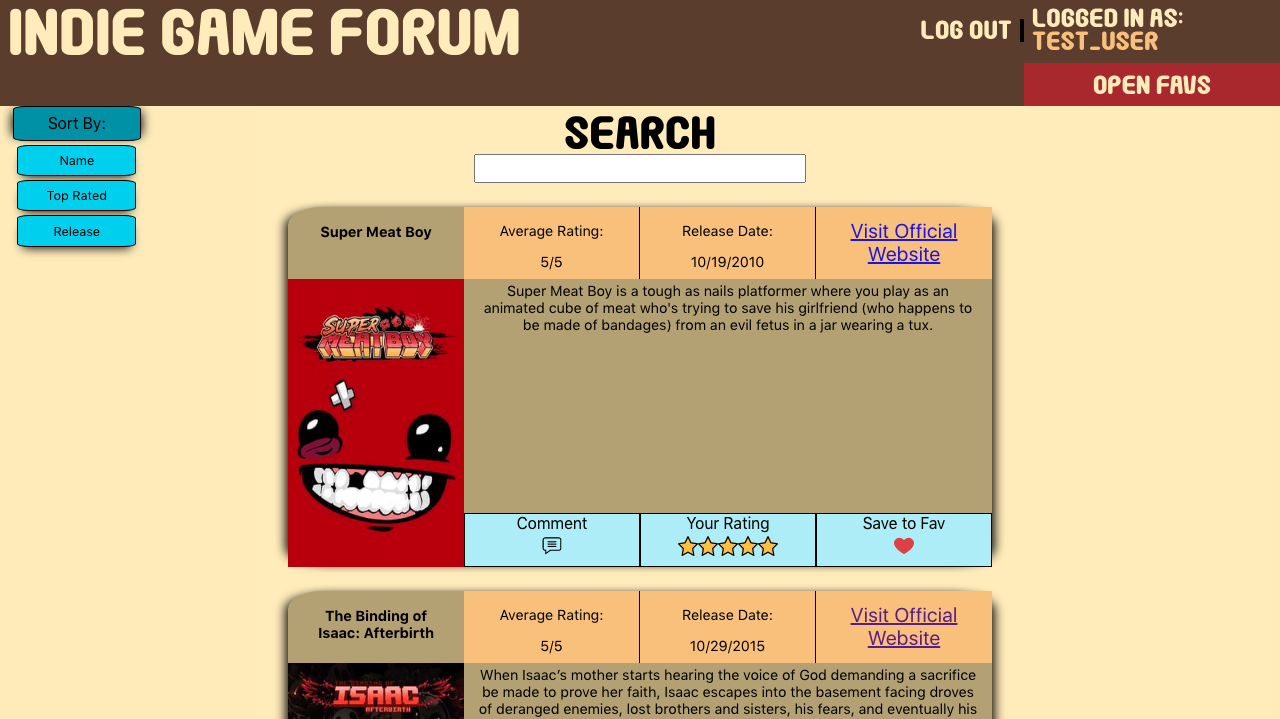 INDIE GAME FORUM
LOG OUT
LOGGED IN AS:
TEST_USER
OPEN FAVS
Sort By:
Name
Top Rated
Release
SEARCH
Super Meat Boy
Average Rating:
5/5
Release Date:
10/19/2010
Visit Official
Website
SUPER
MEAT BOY
Super Meat Boy is a tough as nails platformer where you play as an
animated cube of meat who's trying to save his girlfriend (who happens to
be made of bandages) from an evil fetus in a jar wearing a tux.
Comment
Your Rating
Save to Fav
The Binding of
Isaac: Afterbirth
Average Rating:
5/5
Release Date:
10/29/2015
Visit Official
Website
THE BINDING OF
ISAAC
AFTERBIRTH
When Isaac’s mother starts hearing the voice of God demanding a sacrifice
be made to prove her faith, Isaac escapes into the basement facing droves
of deranged enemies, lost brothers and sisters, his fears, and eventually his